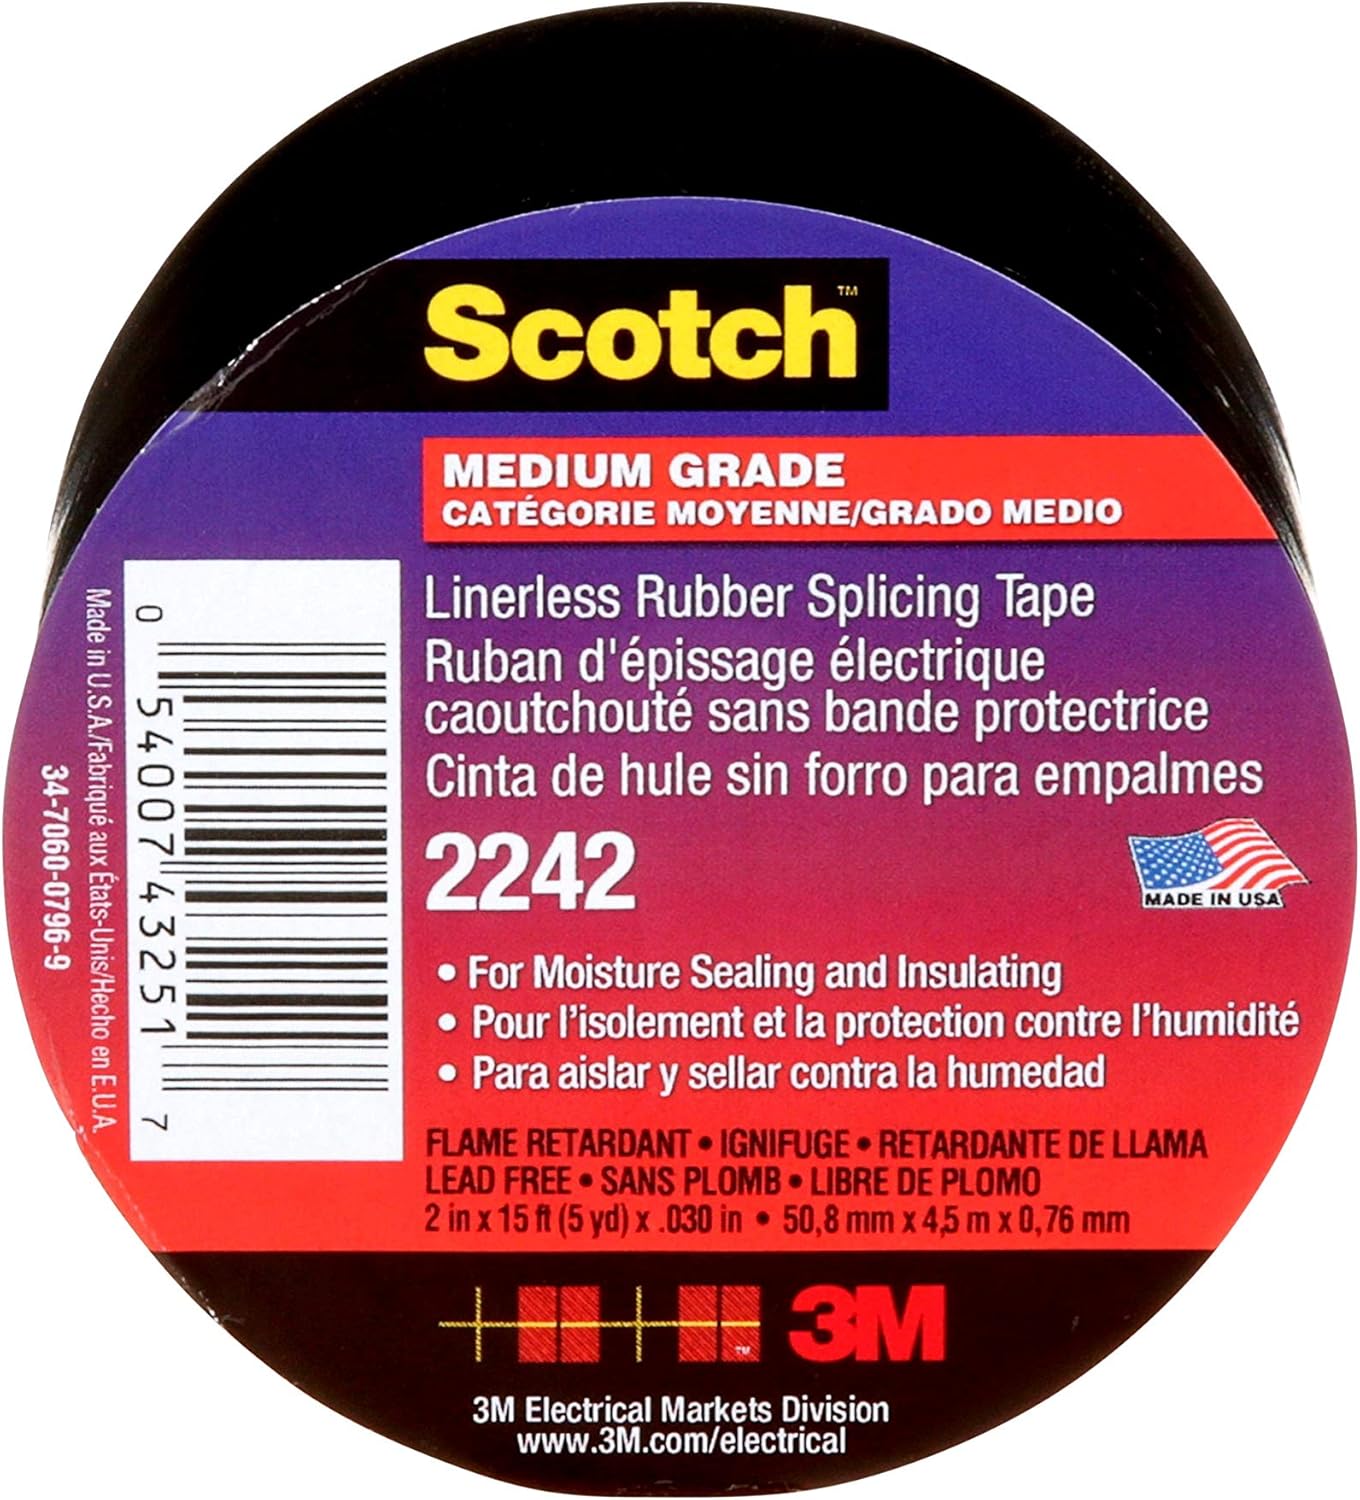 Scotch™
MEDIUM GRADE
CATÉGORIE MOYENNE/GRADO MEDIO
Linerless Rubber Splicing Tape
Ruban d'épissage électrique
caoutchouté sans bande protectrice
Cinta de hule sin forro para empalmes
2242
MADE IN USA
• For Moisture Sealing and Insulating
• Pour l'isolement et la protection contre l'humidité
• Para aislar y sellar contra la humedad
FLAME RETARDANT • IGNIFUGE • RETARDANTE DE LLAMA
LEAD FREE • SANS PLOMB • LIBRE DE PLOMO
2 in x 15 ft (5 yd) x .030 in • 50,8 mm x 4,5 m x 0,76 mm
™
3M
3M Electrical Markets Division
www.3M.com/electrical
0 54007 43251 7
Made in U.S.A./Fabriqué aux États-Unis/Hecho en E.U.A.
34-7060-0796-9